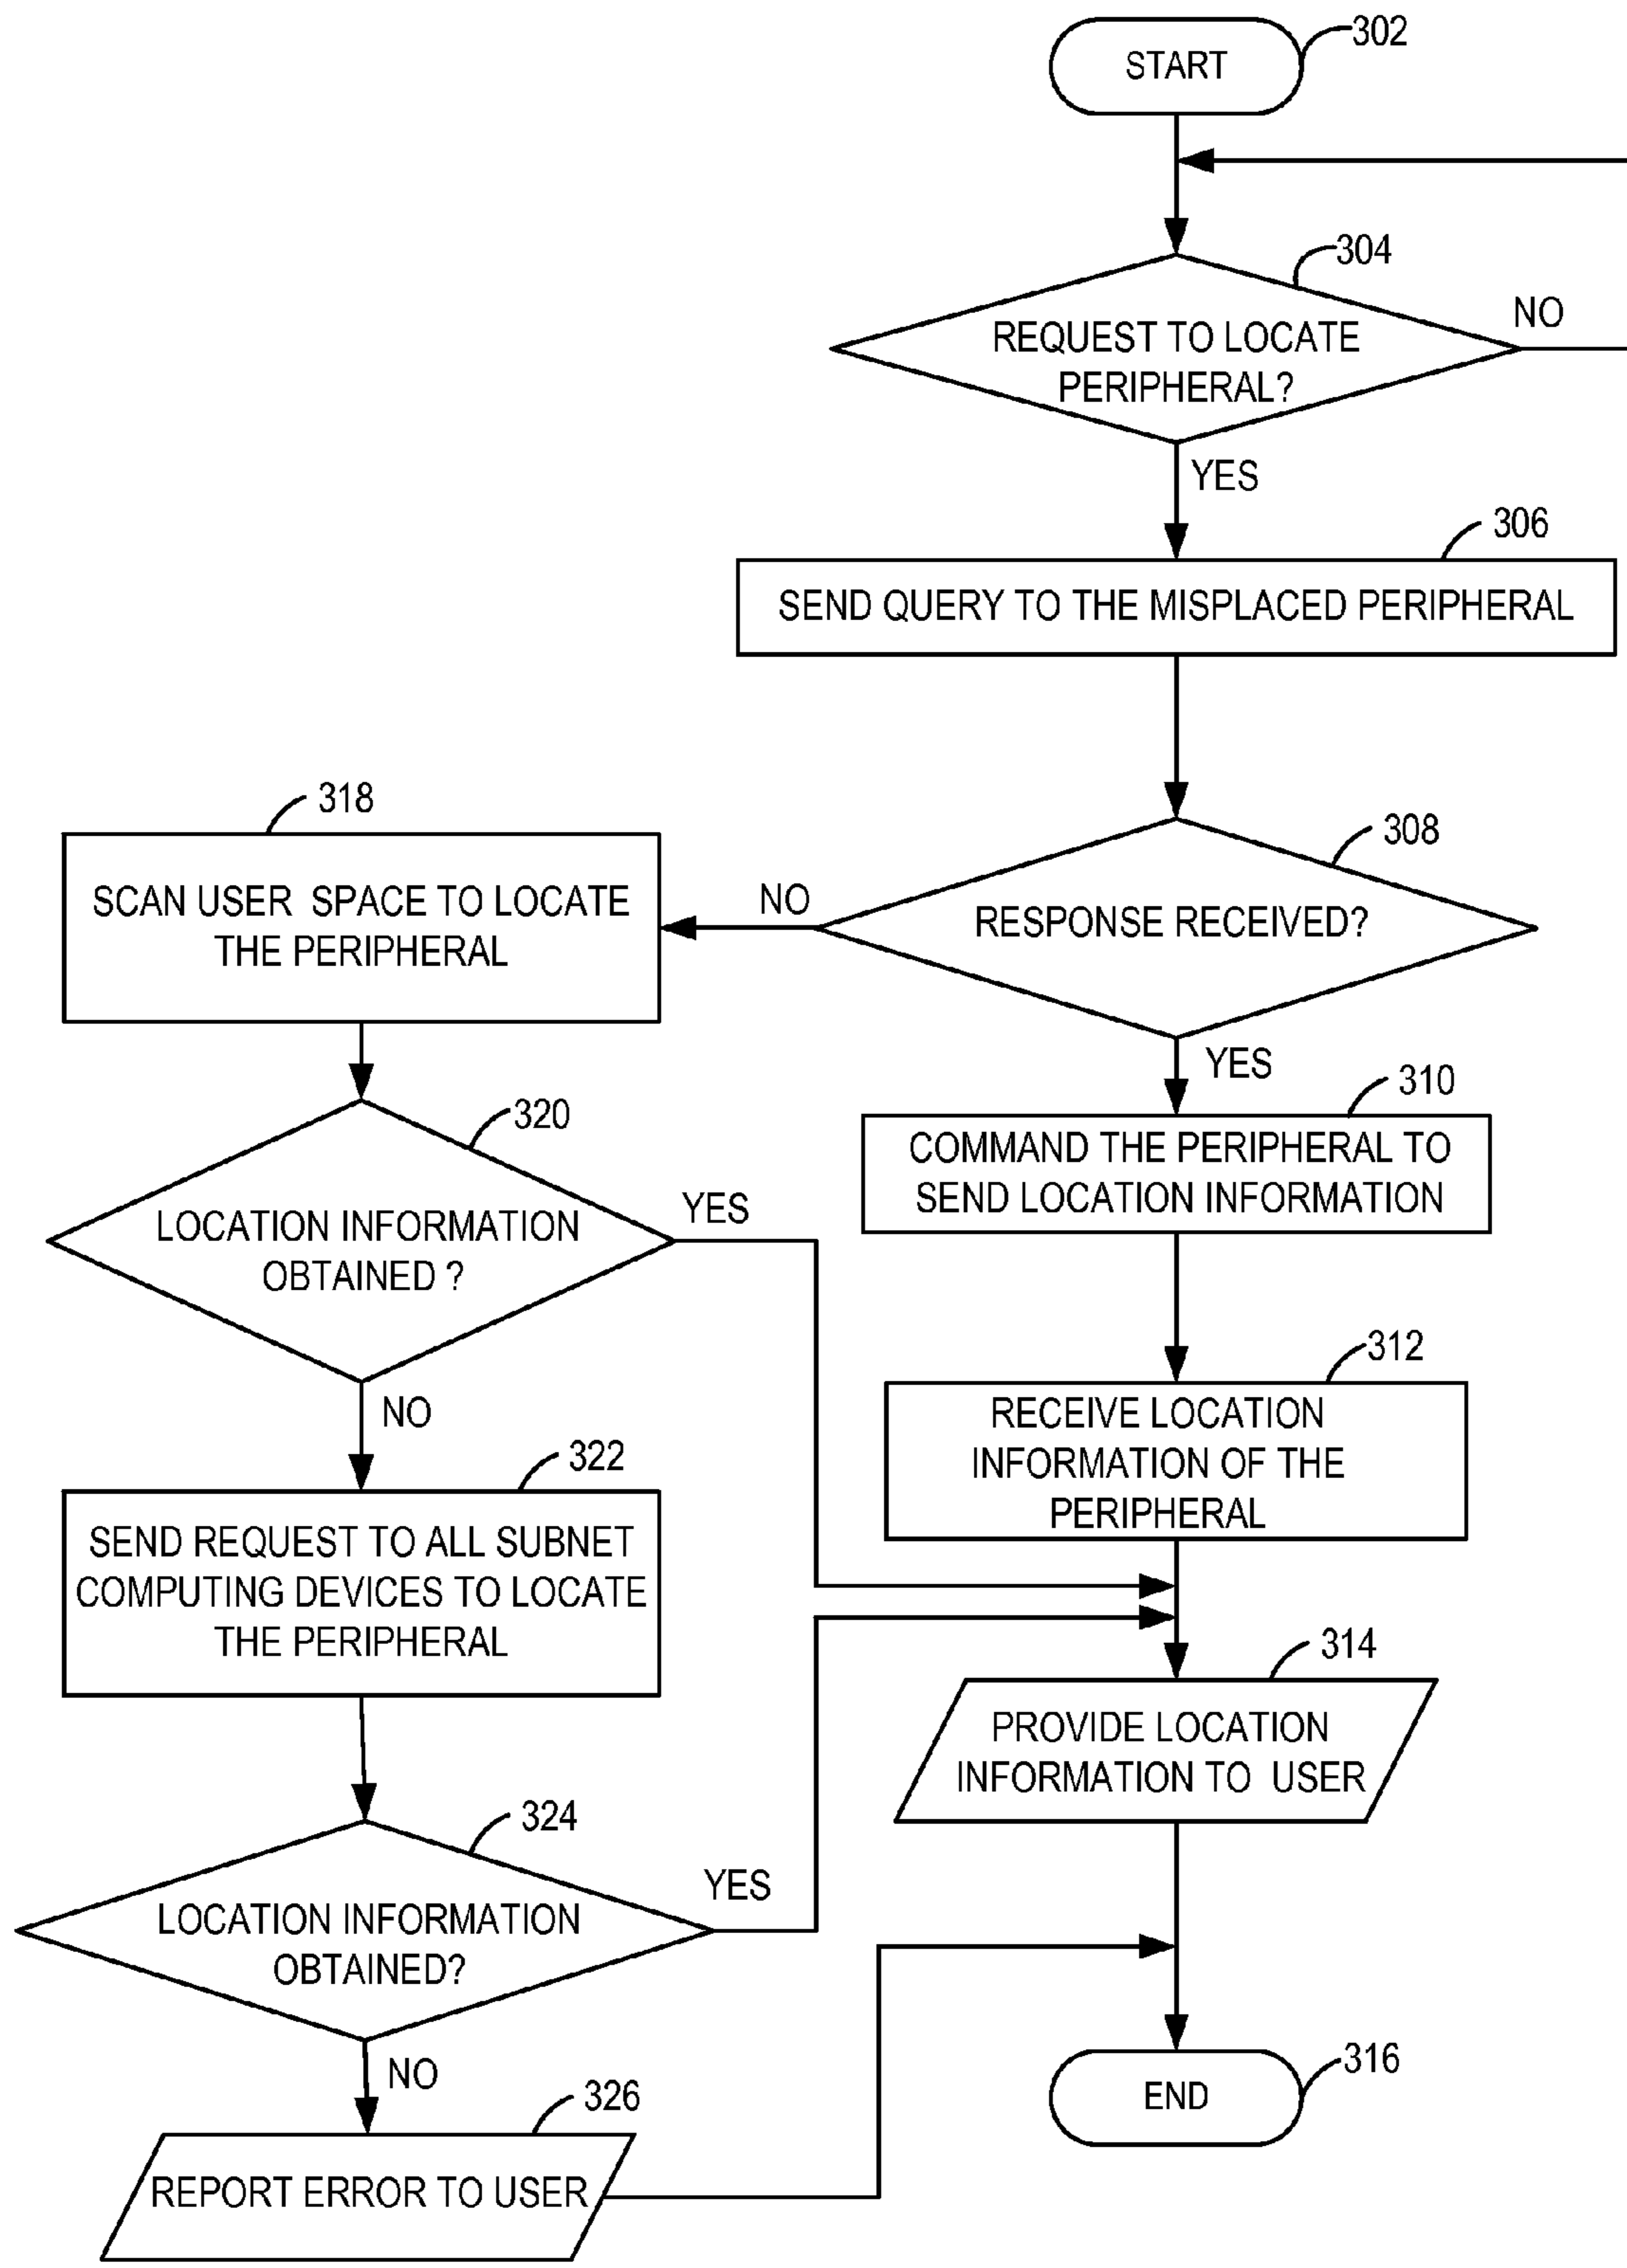 START
302
304
REQUEST TO LOCATE
PERIPHERAL?
NO
YES
306
SEND QUERY TO THE MISPLACED PERIPHERAL
308
RESPONSE RECEIVED?
NO
YES
318
SCAN USER SPACE TO LOCATE
THE PERIPHERAL
310
COMMAND THE PERIPHERAL TO
SEND LOCATION INFORMATION
320
LOCATION INFORMATION
OBTAINED ?
YES
NO
312
RECEIVE LOCATION
INFORMATION OF THE
PERIPHERAL
322
SEND REQUEST TO ALL SUBNET
COMPUTING DEVICES TO LOCATE
THE PERIPHERAL
314
PROVIDE LOCATION
INFORMATION TO USER
324
LOCATION INFORMATION
OBTAINED?
YES
NO
316
END
326
REPORT ERROR TO USER